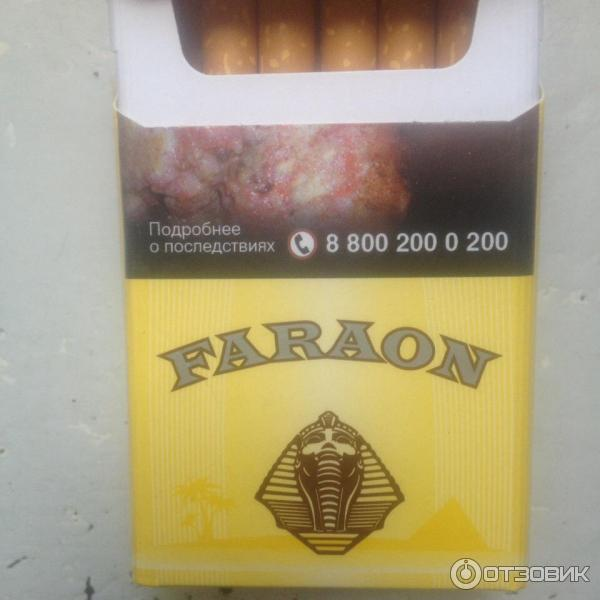 Подробнее
о последствиях 8 800 200 0 200
FARAON
ОТЗОВИК